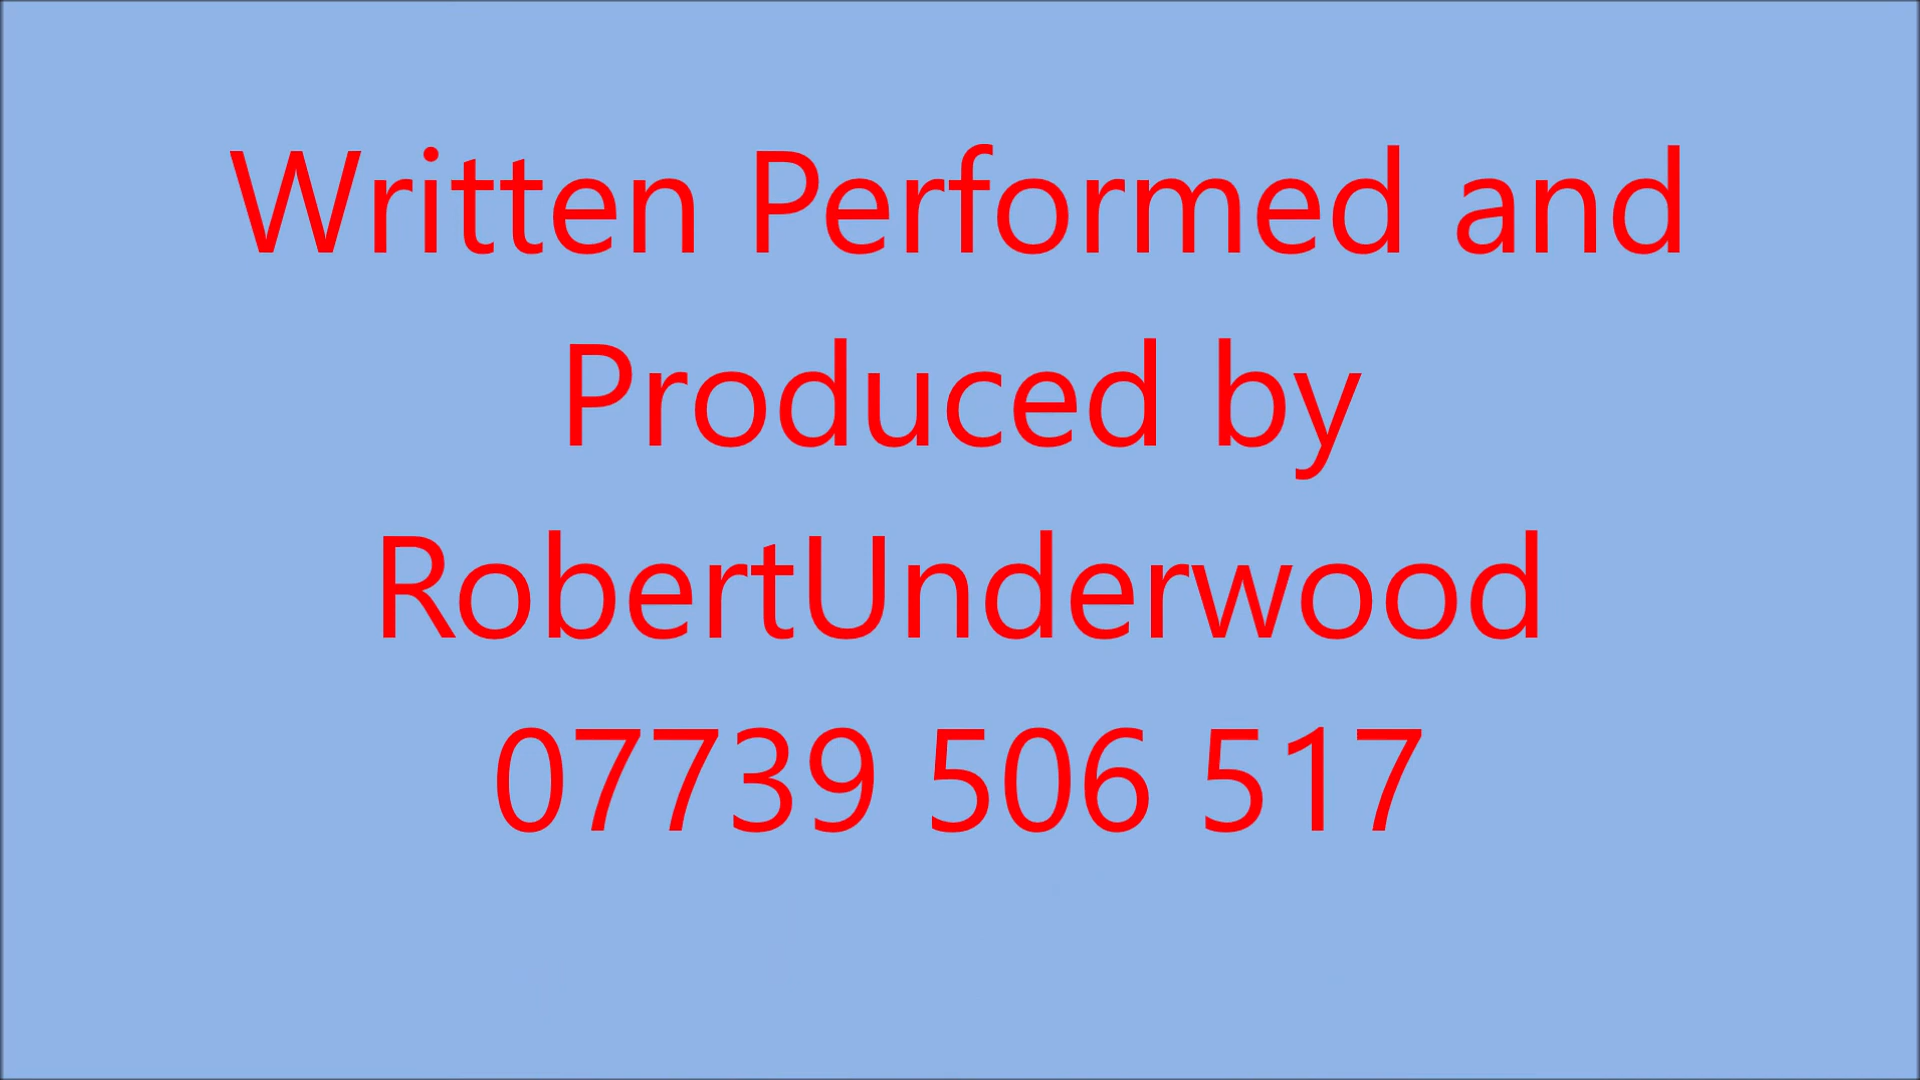 Written Performed and
Produced by
RobertUnderwood
07739 506 517